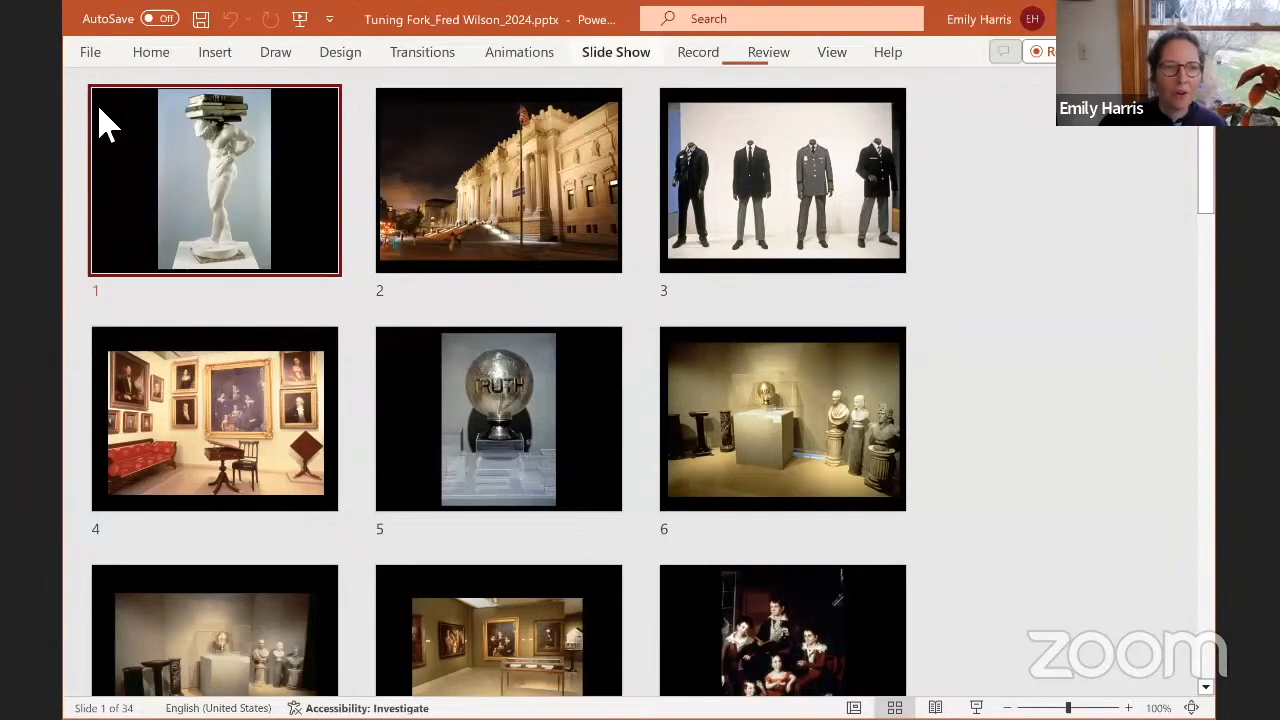 AutoSave Off Tuning Fork_Fred Wilson_2024.pptx - Powe... Search Emily Harris EH
File Home Insert Draw Design Transitions Animations Slide Show Record Review View Help
Emily Harris
1 2 3
TRUTH
4 5 6
zoom
Slide 1 of 34 English (United States) Accessibility: Investigate 100%